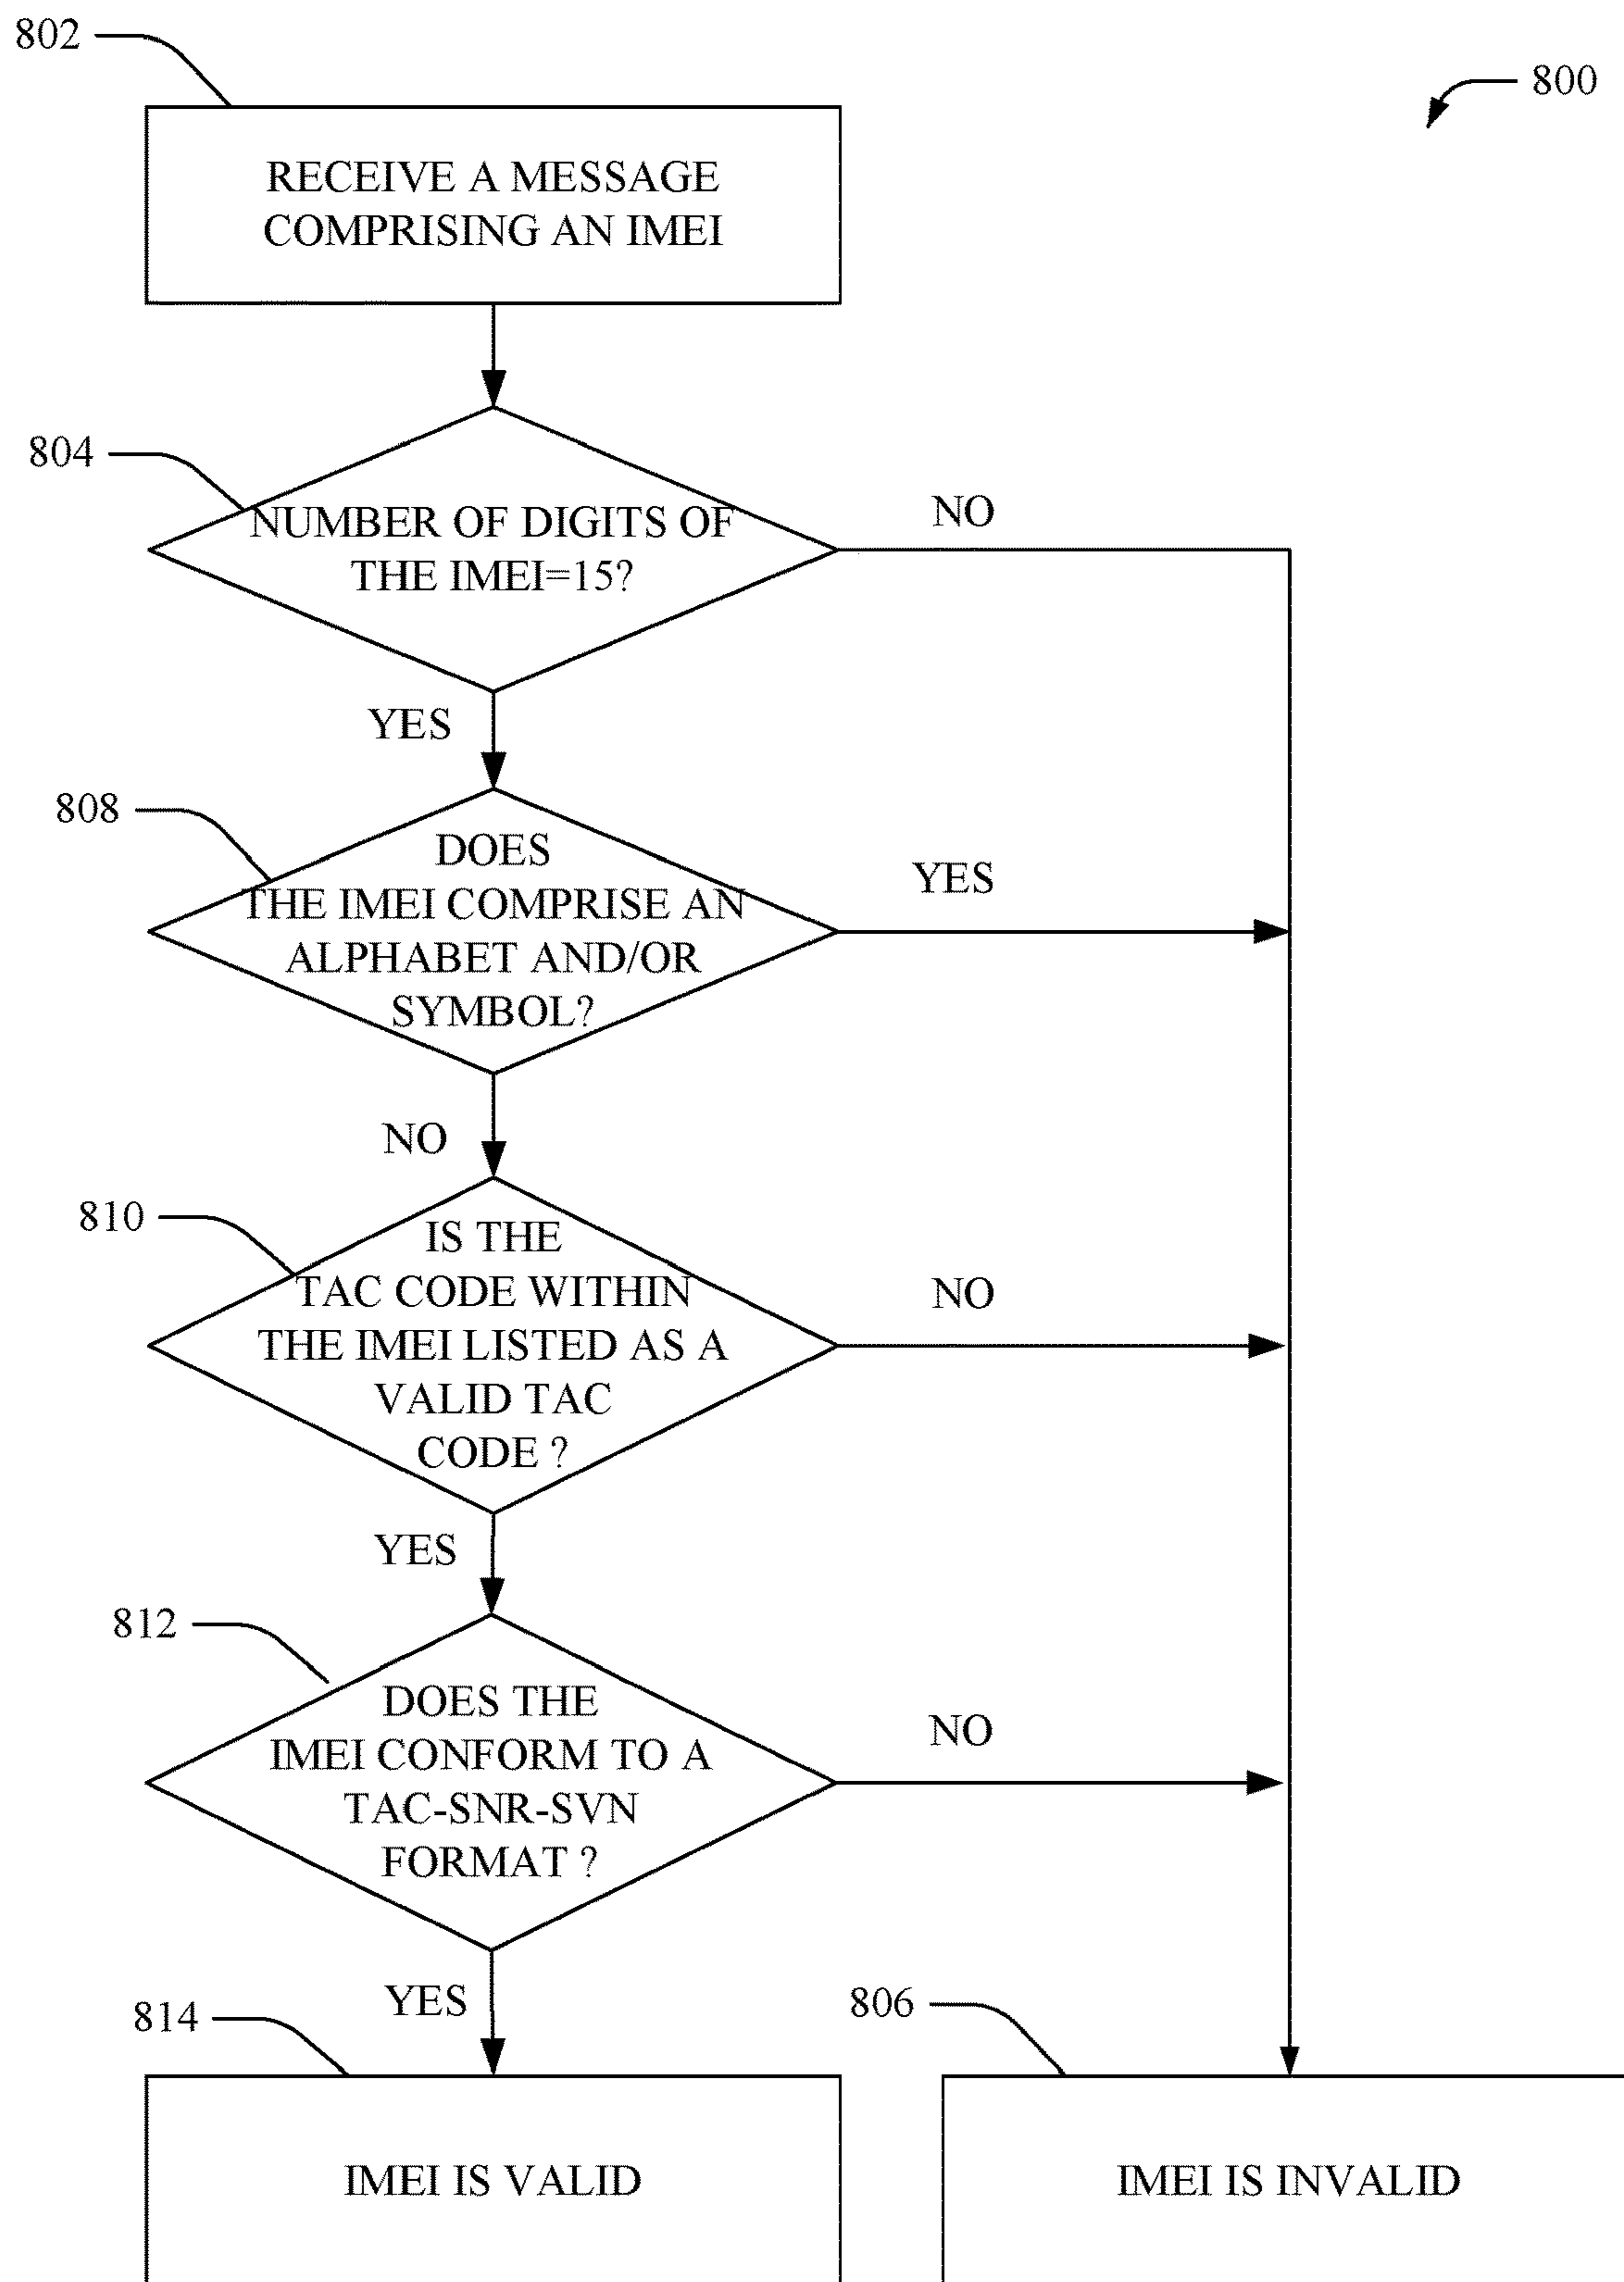 802
800
RECEIVE A MESSAGE
COMPRISING AN IMEI
804
NUMBER OF DIGITS OF
THE IMEI=15?
NO
YES
808
DOES
THE IMEI COMPRISE AN
ALPHABET AND/OR
SYMBOL?
YES
NO
810
IS THE
TAC CODE WITHIN
THE IMEI LISTED AS A
VALID TAC
CODE ?
NO
YES
812
DOES THE
IMEI CONFORM TO A
TAC-SNR-SVN
FORMAT ?
NO
YES
814
806
IMEI IS VALID
IMEI IS INVALID